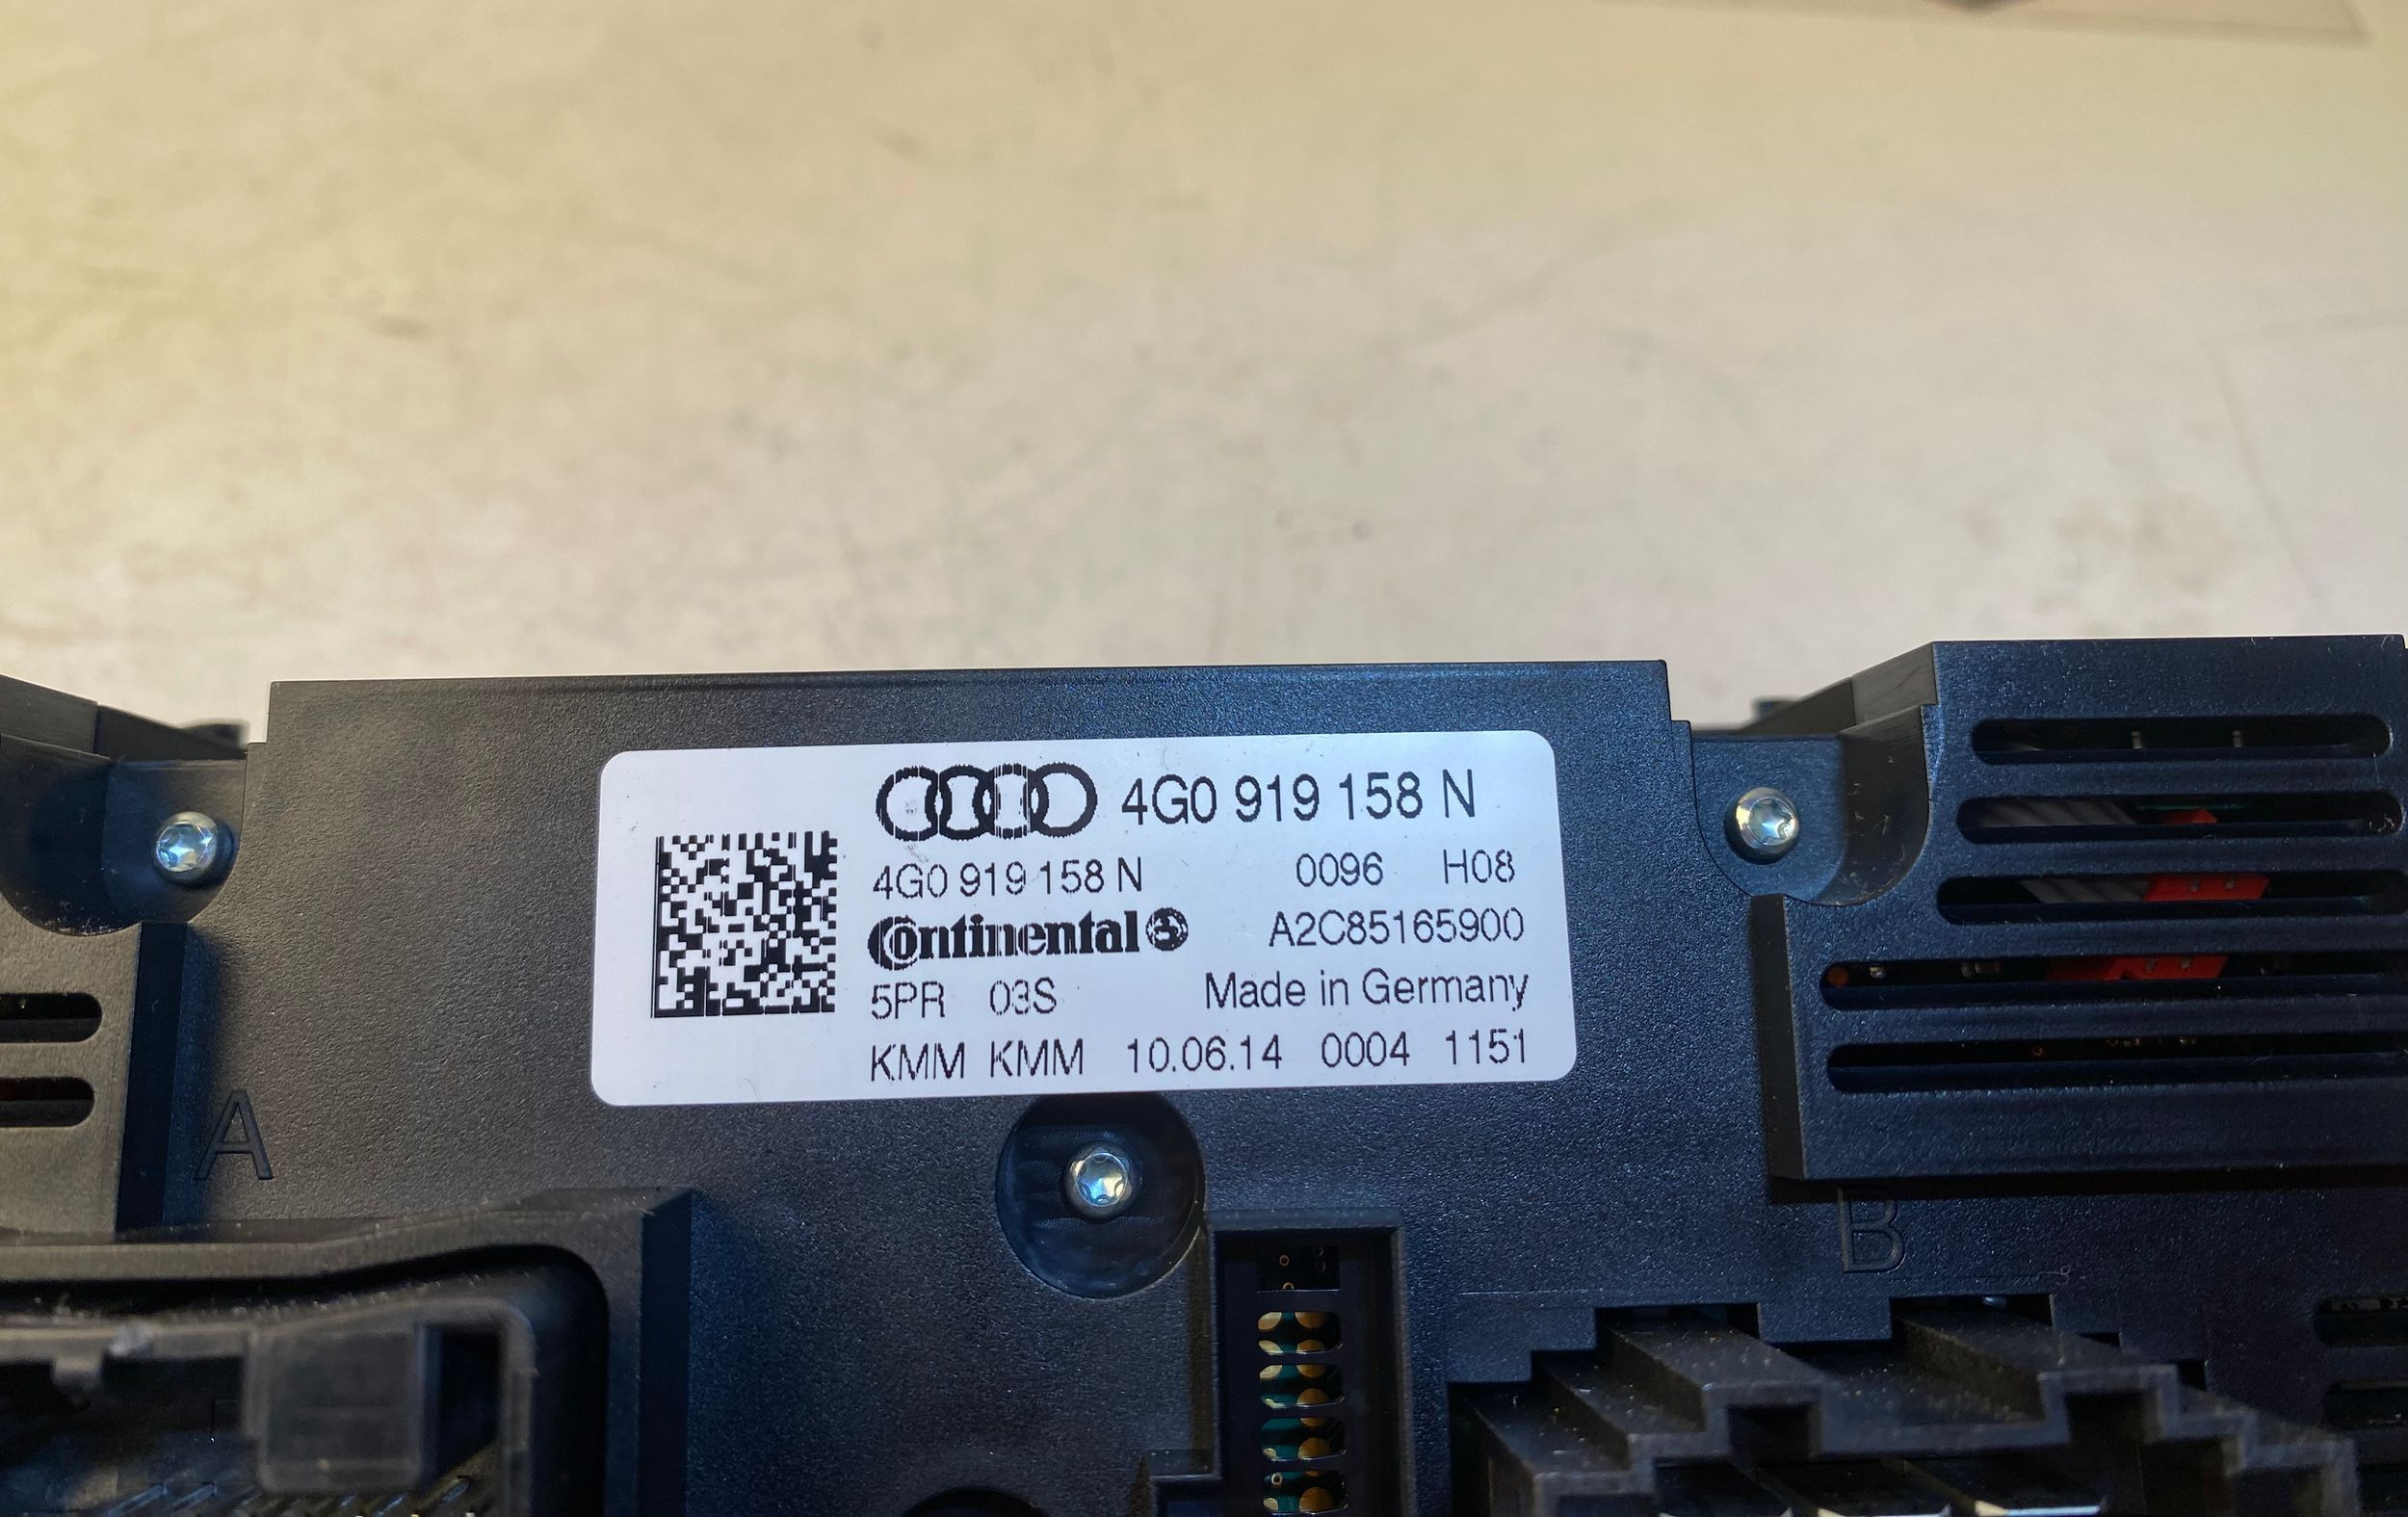 4G0 919 158 N
4G0 919 158 N 0096 H08
Continental A2C85165900
5PR 03S Made in Germany
KMM KMM 10.06.14 0004 1151
A
B